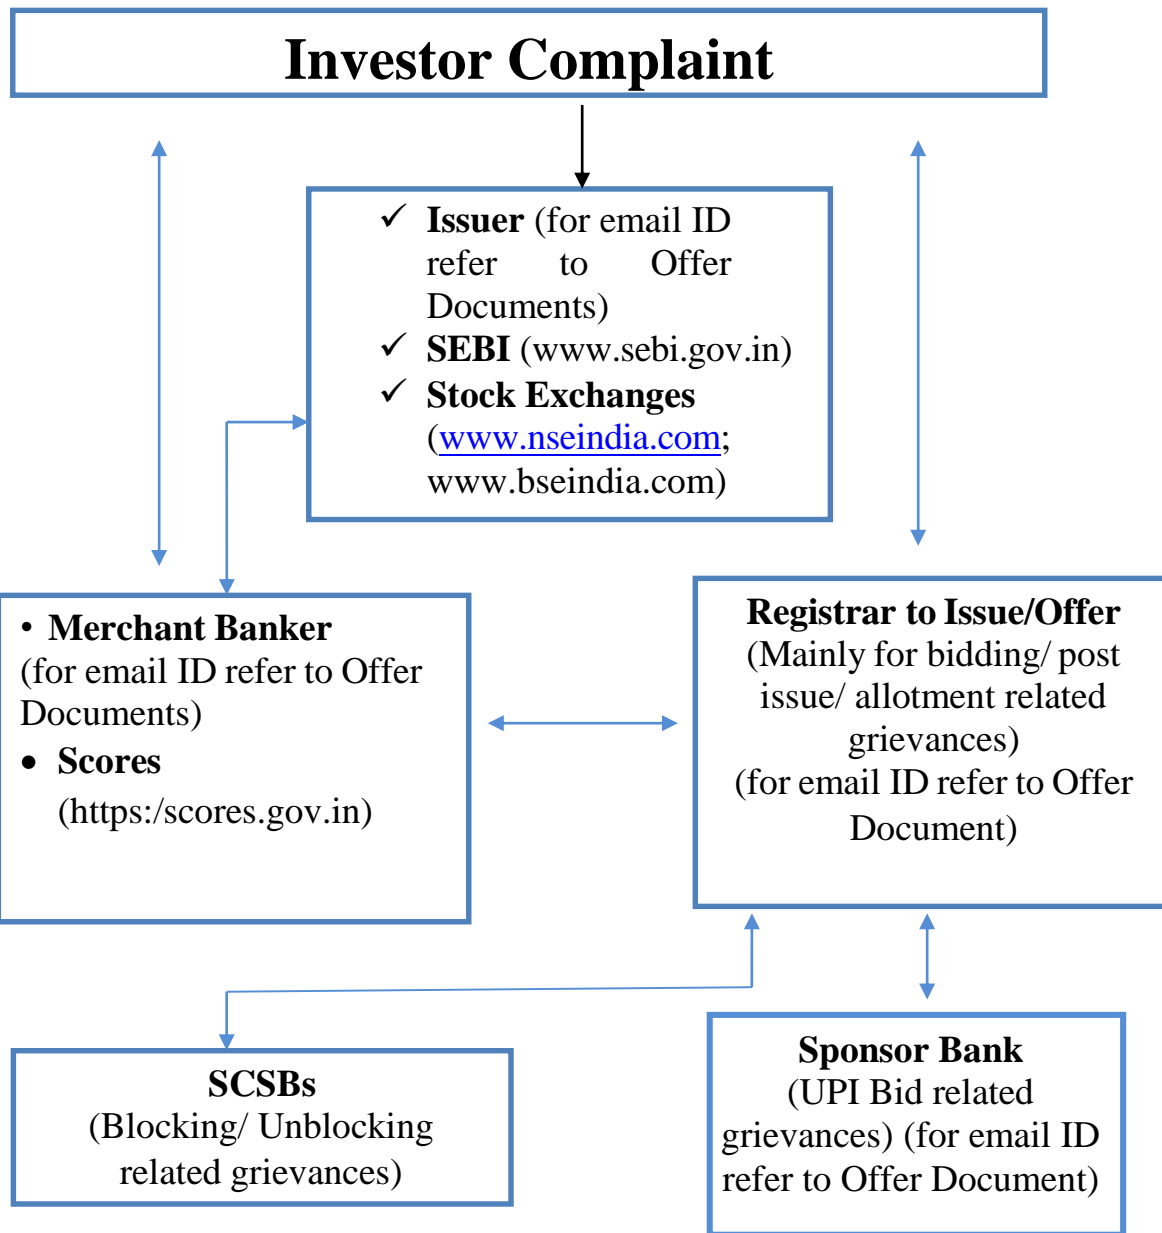 Investor Complaint
✓ Issuer (for email ID
refer to Offer
Documents)
✓ SEBI (www.sebi.gov.in)
✓ Stock Exchanges
(www.nseindia.com;
www.bseindia.com)
• Merchant Banker
(for email ID refer to Offer
Documents)
• Scores
(https:/scores.gov.in)
Registrar to Issue/Offer
(Mainly for bidding/ post
issue/ allotment related
grievances)
(for email ID refer to Offer
Document)
SCSBs
(Blocking/ Unblocking
related grievances)
Sponsor Bank
(UPI Bid related
grievances) (for email ID
refer to Offer Document)